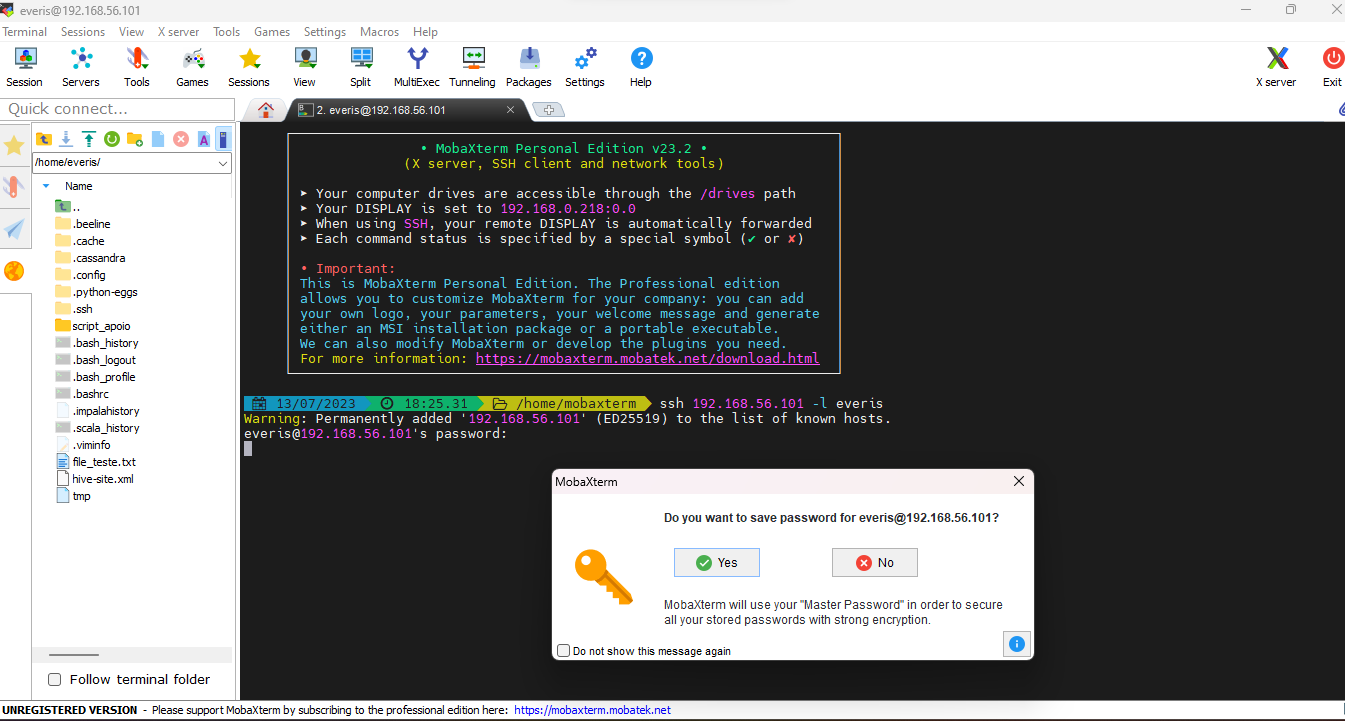 everis@192.168.56.101
Terminal Sessions View X server Tools Games Settings Macros Help
Session Servers Tools Games Sessions View Split MultiExec Tunneling Packages Settings Help X server Exit
Quick connect...
2. everis@192.168.56.101
/home/everis/
Name
..
.beeline
.cache
.cassandra
.config
.python-eggs
.ssh
script_apoio
.bash_history
.bash_logout
.bash_profile
.bashrc
.impalahistory
.scala_history
.viminfo
file_teste.txt
hive-site.xml
tmp
Follow terminal folder
• MobaXterm Personal Edition v23.2 •
(X server, SSH client and network tools)
➤ Your computer drives are accessible through the /drives path
➤ Your DISPLAY is set to 192.168.0.218:0.0
➤ When using SSH, your remote DISPLAY is automatically forwarded
➤ Each command status is specified by a special symbol (✔ or ✘)
• Important:
This is MobaXterm Personal Edition. The Professional edition
allows you to customize MobaXterm for your company: you can add
your own logo, your parameters, your welcome message and generate
either an MSI installation package or a portable executable.
We can also modify MobaXterm or develop the plugins you need.
For more information: https://mobaxterm.mobatek.net/download.html
13/07/2023 18:25.31 /home/mobaxterm ssh 192.168.56.101 -l everis
Warning: Permanently added '192.168.56.101' (ED25519) to the list of known hosts.
everis@192.168.56.101's password:
MobaXterm
Do you want to save password for everis@192.168.56.101?
Yes No
MobaXterm will use your "Master Password" in order to secure
all your stored passwords with strong encryption.
Do not show this message again
UNREGISTERED VERSION - Please support MobaXterm by subscribing to the professional edition here: https://mobaxterm.mobatek.net